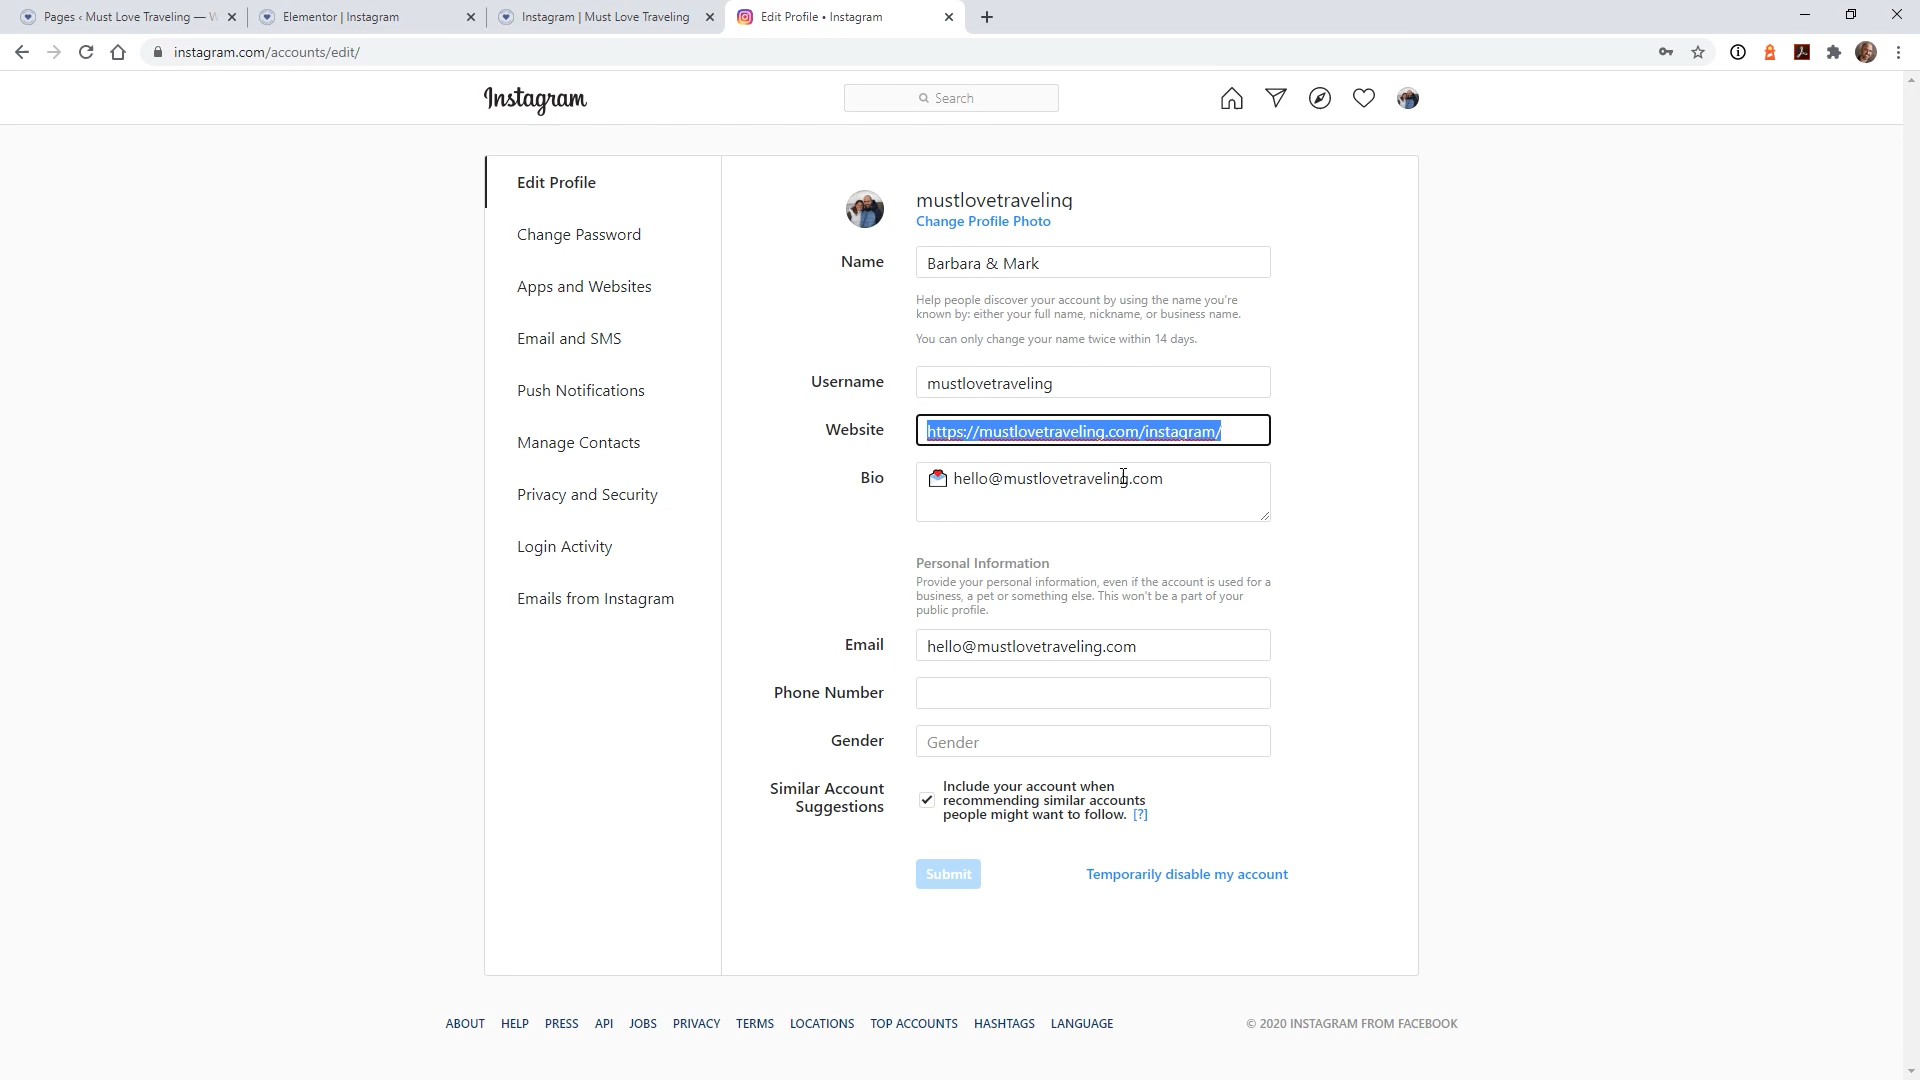 Pages ‹ Must Love Traveling — W
Elementor | Instagram
Instagram | Must Love Traveling
Edit Profile • Instagram
instagram.com/accounts/edit/
Instagram
Search
Edit Profile
Change Password
Apps and Websites
Email and SMS
Push Notifications
Manage Contacts
Privacy and Security
Login Activity
Emails from Instagram
mustlovetraveling
Change Profile Photo
Name
Barbara & Mark
Help people discover your account by using the name you're
known by: either your full name, nickname, or business name.
You can only change your name twice within 14 days.
Username
mustlovetraveling
Website
https://mustlovetraveling.com/instagram/
Bio
💌 hello@mustlovetraveling.com
Personal Information
Provide your personal information, even if the account is used for a
business, a pet or something else. This won't be a part of your
public profile.
Email
hello@mustlovetraveling.com
Phone Number
Gender
Gender
Similar Account
Suggestions
Include your account when
recommending similar accounts
people might want to follow. [?]
Submit
Temporarily disable my account
ABOUT HELP PRESS API JOBS PRIVACY TERMS LOCATIONS TOP ACCOUNTS HASHTAGS LANGUAGE
© 2020 INSTAGRAM FROM FACEBOOK